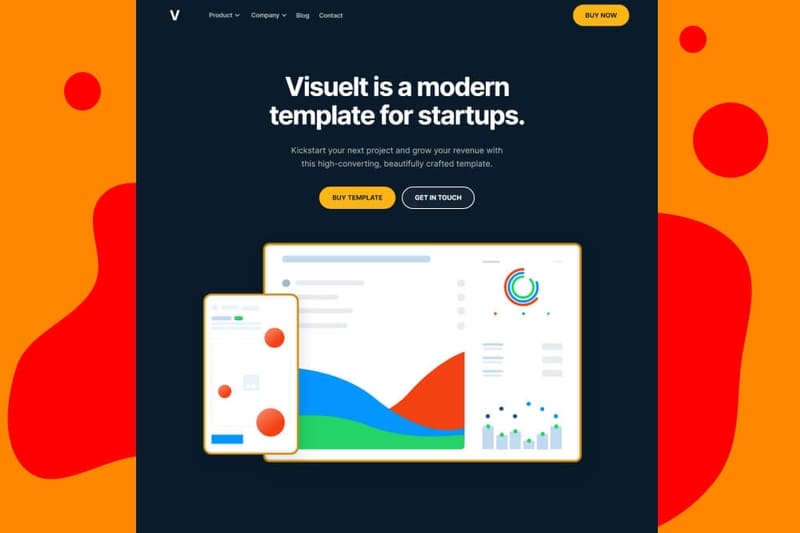 V Product Company Blog Contact BUY NOW
Visuelt is a modern
template for startups.
Kickstart your next project and grow your revenue with
this high-converting, beautifully crafted template.
BUY TEMPLATE GET IN TOUCH